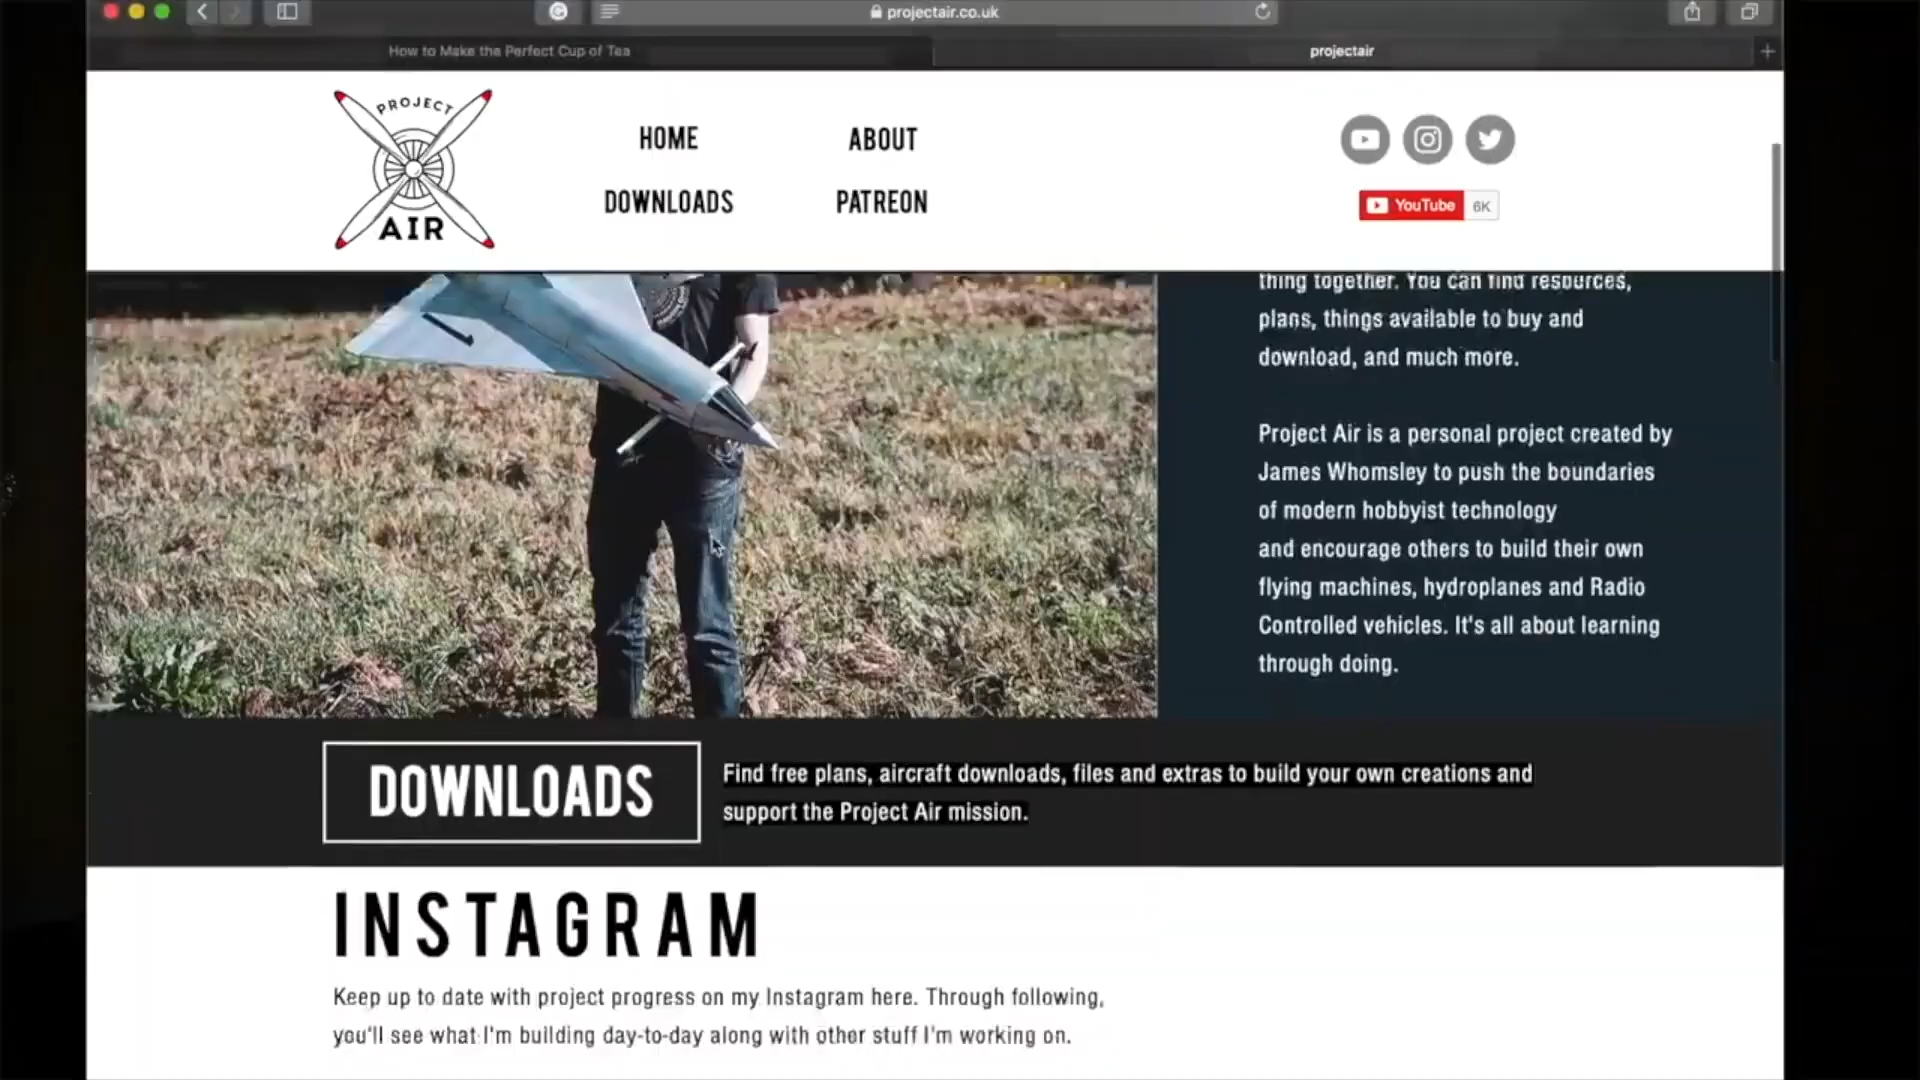 projectair.co.uk
How to Make the Perfect Cup of Tea
projectair
PROJECT
AIR
HOME
ABOUT
DOWNLOADS
PATREON
YouTube
6K
thing together. You can find resources,
plans, things available to buy and
download, and much more.
Project Air is a personal project created by
James Whomsley to push the boundaries
of modern hobbyist technology
and encourage others to build their own
flying machines, hydroplanes and Radio
Controlled vehicles. It's all about learning
through doing.
DOWNLOADS
Find free plans, aircraft downloads, files and extras to build your own creations and
support the Project Air mission.
INSTAGRAM
Keep up to date with project progress on my Instagram here. Through following,
you'll see what I'm building day-to-day along with other stuff I'm working on.